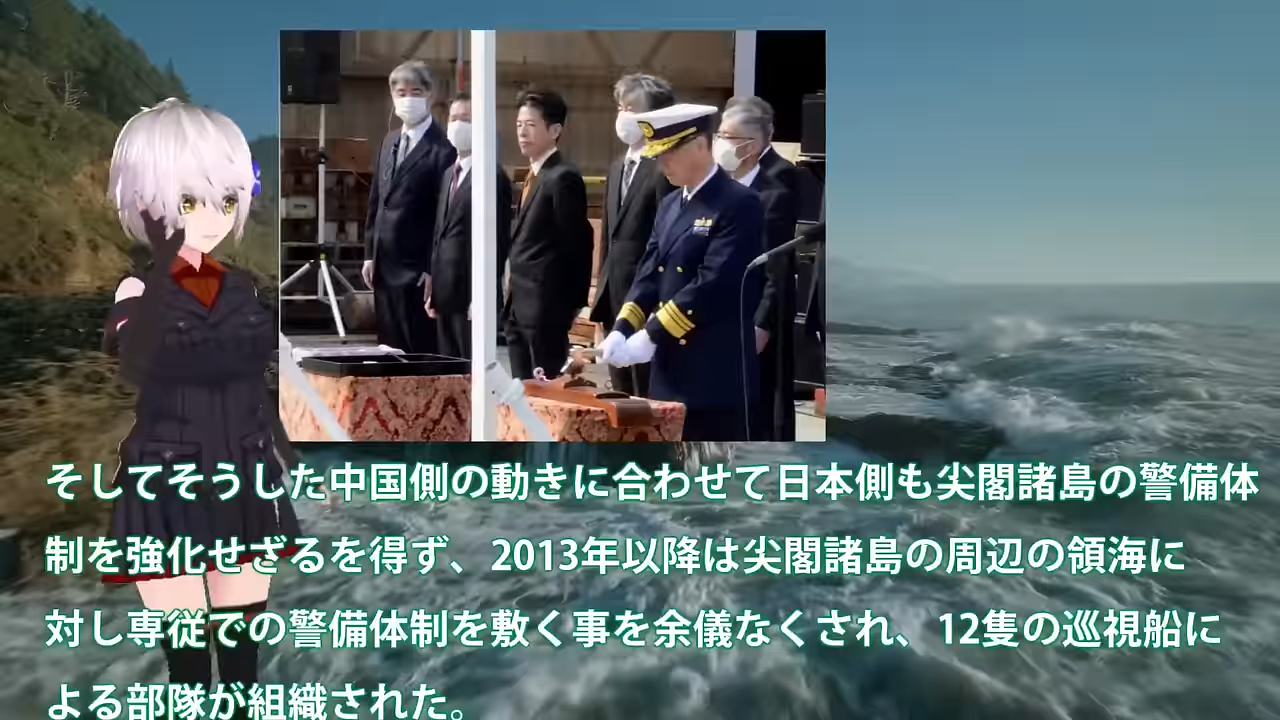 そしてそうした中国側の動きに合わせて日本側も尖閣諸島の警備体
制を強化せざるを得ず、2013年以降は尖閣諸島の周辺の領海に
対し専従での警備体制を敷く事を余儀なくされ、12隻の巡視船に
よる部隊が組織された。